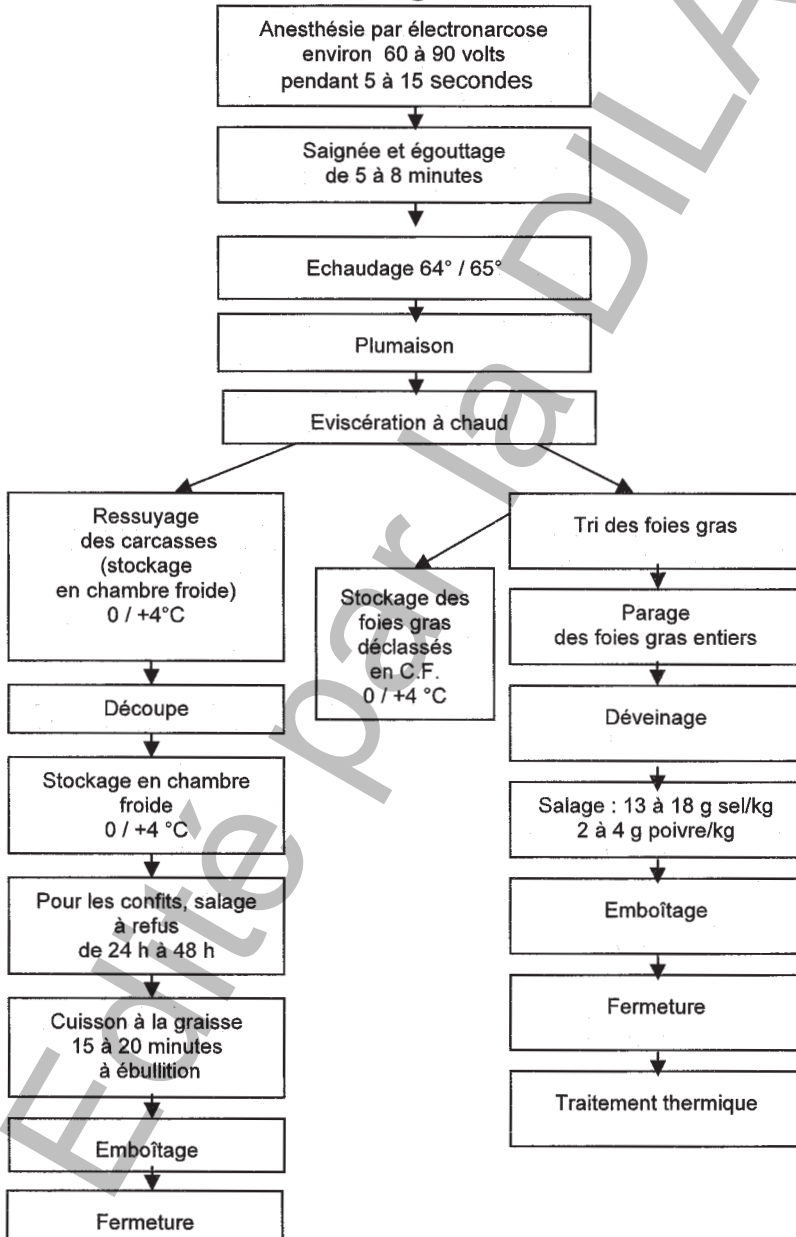 Anesthésie par électronarcose
environ 60 à 90 volts
pendant 5 à 15 secondes
Saignée et égouttage
de 5 à 8 minutes
Echaudage 64° / 65°
Plumaison
Eviscération à chaud
Ressuyage
des carcasses
(stockage
en chambre froide)
0 / +4°C
Découpe
Stockage en chambre
froide
0 / +4 °C
Pour les confits, salage
à refus
de 24 h à 48 h
Cuisson à la graisse
15 à 20 minutes
à ébullition
Emboîtage
Fermeture
Stockage des
foies gras
déclassés
en C.F.
0 / +4 °C
Tri des foies gras
Parage
des foies gras entiers
Déveinage
Salage : 13 à 18 g sel/kg
2 à 4 g poivre/kg
Emboîtage
Fermeture
Traitement thermique
Edité par la DILA